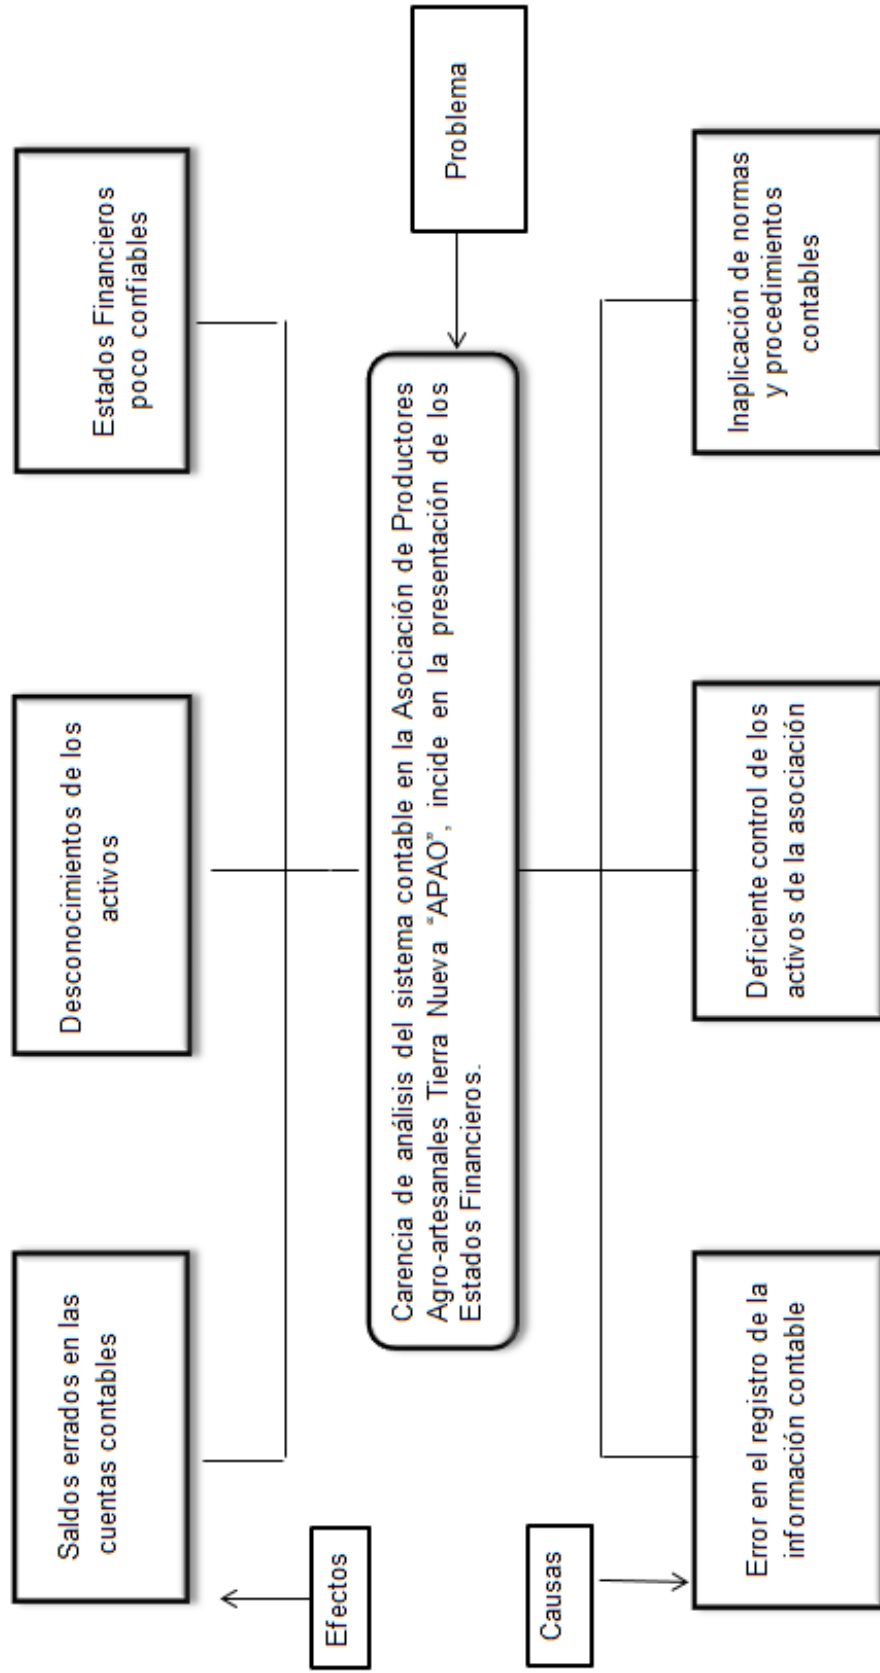 Saldos errados en las
cuentas contables
Desconocimientos de los
activos
Estados Financieros
poco confiables
Efectos
Carencia de análisis del sistema contable en la Asociación de Productores
Agro-artesanales Tierra Nueva “APAO”, incide en la presentación de los
Estados Financieros.
Problema
Causas
Error en el registro de la
información contable
Deficiente control de los
activos de la asociación
Inaplicación de normas
y procedimientos
contables